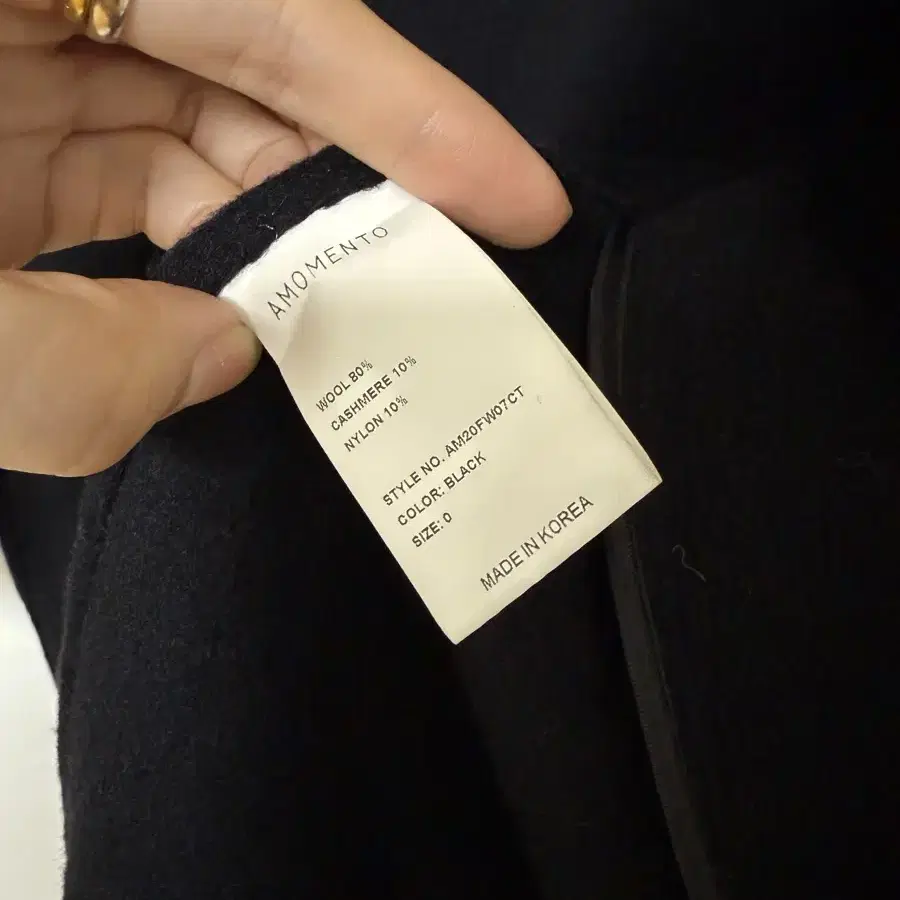 AMOMENTO
WOOL 80%
CASHMERE 10%
NYLON 10%
STYLE NO. AM20FW07CT
COLOR: BLACK
SIZE: 0
MADE IN KOREA